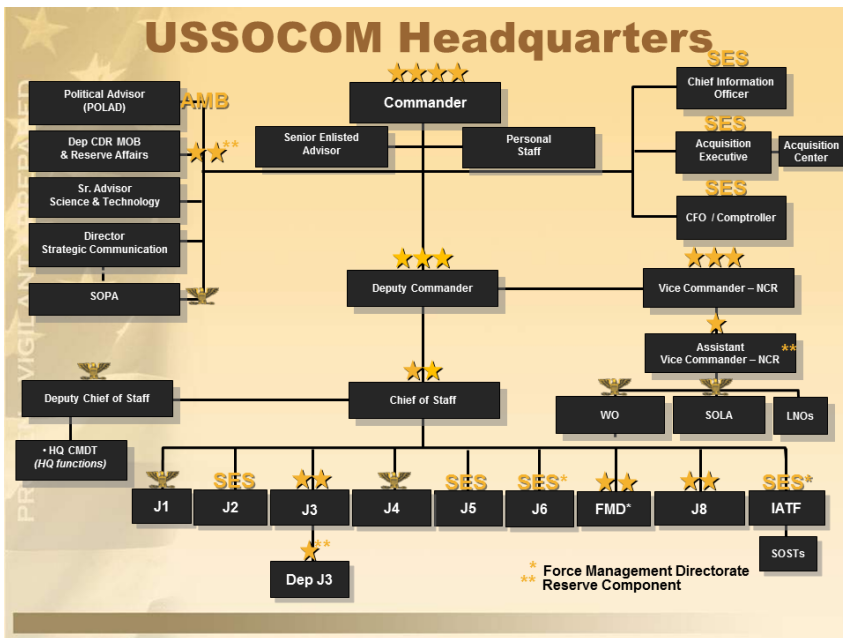 USSOCOM Headquarters
Political Advisor
(POLAD)
AMB
Dep CDR MOB
& Reserve Affairs
**
Sr. Advisor
Science & Technology
Director
Strategic Communication
SOPA
Commander
Senior Enlisted
Advisor
Personal
Staff
SES
Chief Information
Officer
SES
Acquisition
Executive
Acquisition
Center
SES
CFO / Comptroller
Deputy Commander
Vice Commander – NCR
Assistant
Vice Commander – NCR
**
Deputy Chief of Staff
Chief of Staff
WO
SOLA
LNOs
• HQ CMDT
(HQ functions)
J1
SES
J2
J3
J4
SES
J5
SES*
J6
FMD*
J8
SES*
IATF
**
Dep J3
SOSTs
* Force Management Directorate
** Reserve Component